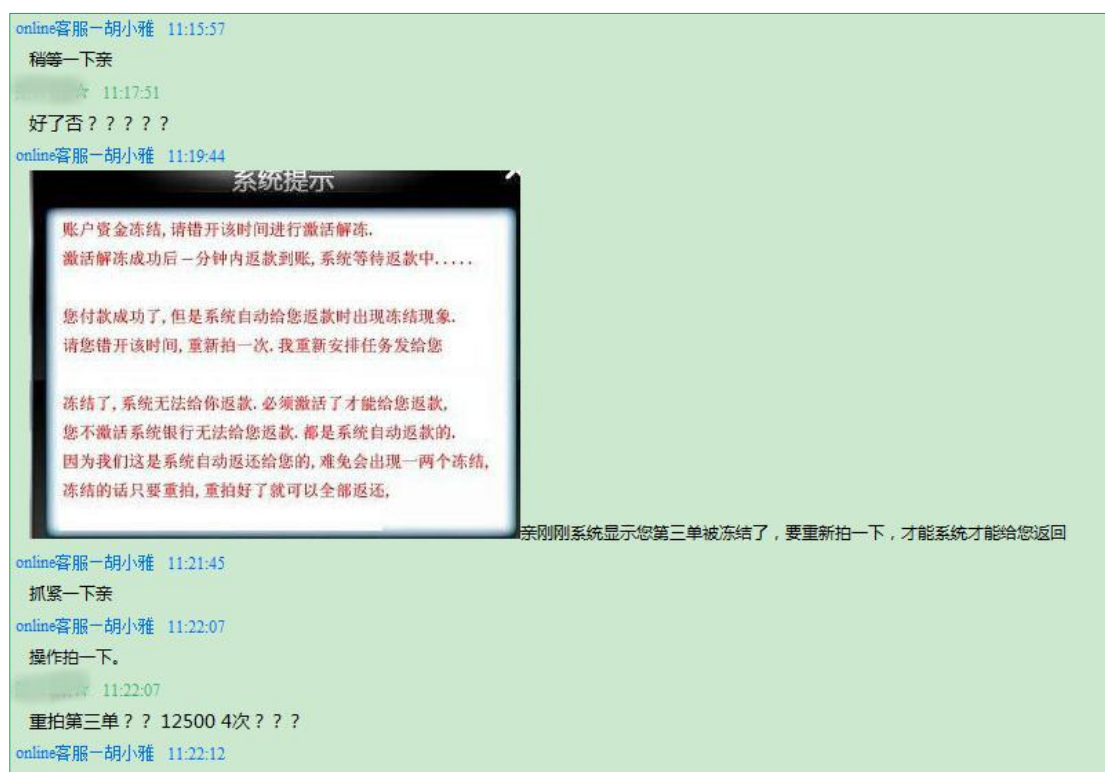 online客服－胡小雅 11:15:57
稍等一下亲
☆ 11:17:51
好了否？？？？？
online客服－胡小雅 11:19:44
系统提示
账户资金冻结,请错开该时间进行激活解冻.
激活解冻成功后一分钟内返款到账,系统等待返款中.....
您付款成功了,但是系统自动给您返款时出现冻结现象.
请您错开该时间,重新拍一次.我重新安排任务发给您
冻结了,系统无法给你返款.必须激活了才能给您返款,
您不激活系统银行无法给您返款.都是系统自动返款的.
因为我们这是系统自动返还给您的,难免会出现一两个冻结,
冻结的话只要重拍,重拍好了就可以全部返还,
亲刚刚系统显示您第三单被冻结了，要重新拍一下，才能系统才能给您返回
online客服－胡小雅 11:21:45
抓紧一下亲
online客服－胡小雅 11:22:07
操作拍一下。
☆ 11:22:07
重拍第三单？？ 12500 4次？？？
online客服－胡小雅 11:22:12